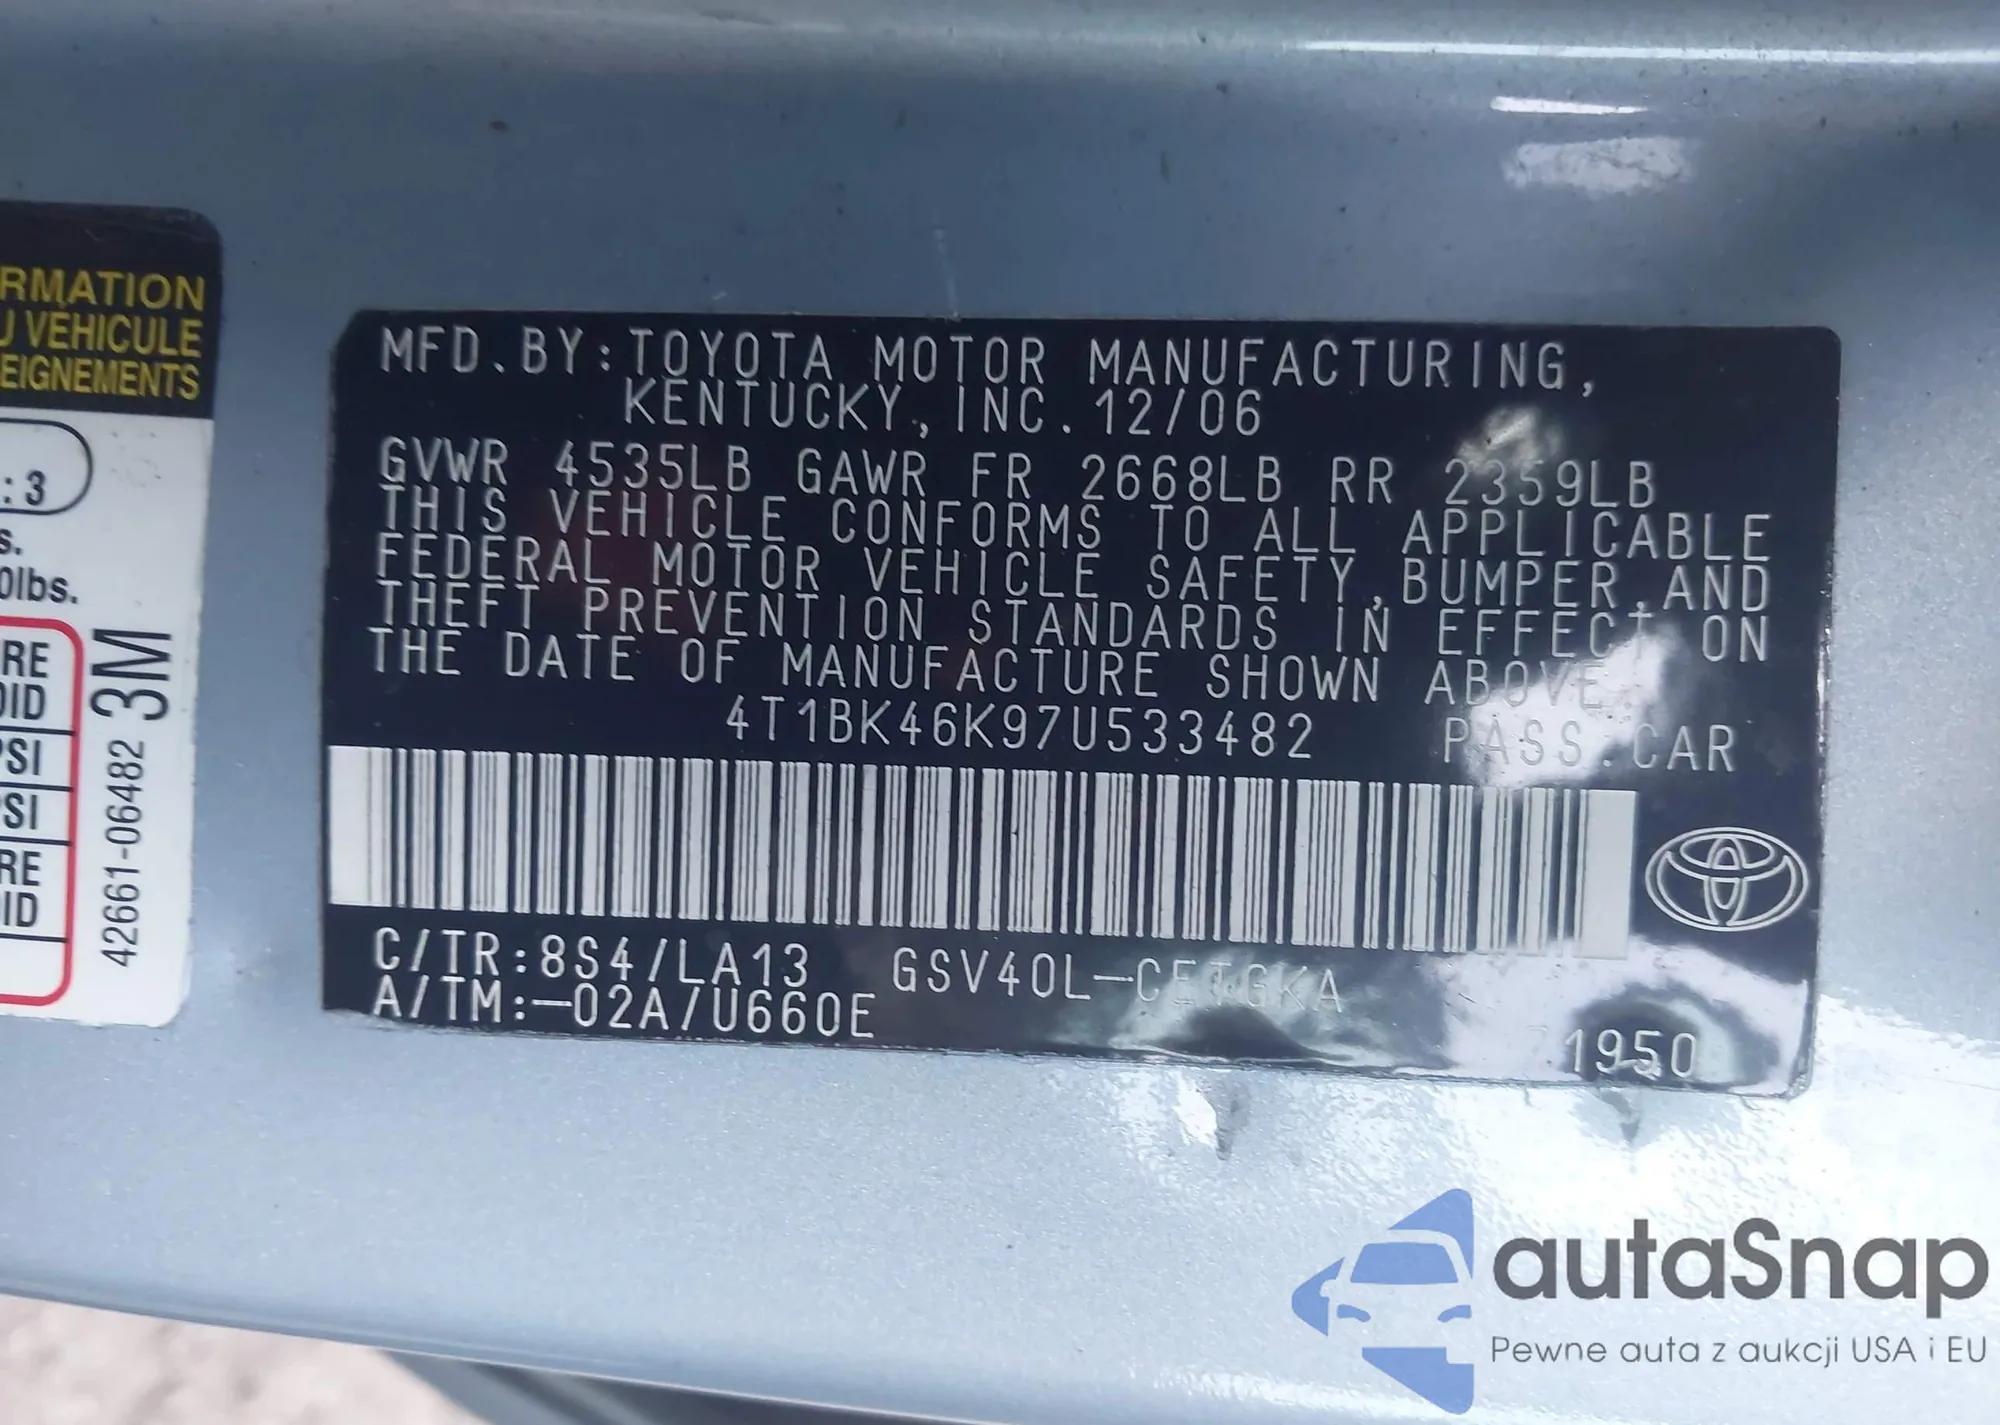 RMATION
U VÉHICULE
EIGNEMENTS
: 3
s.
0lbs.
RE
OID
PSI
PSI
RE
ID
42661-06482 3M
MFD.BY:TOYOTA MOTOR MANUFACTURING,
KENTUCKY,INC.12/06
GVWR 4535LB GAWR FR 2668LB RR 2359LB
THIS VEHICLE CONFORMS TO ALL APPLICABLE
FEDERAL MOTOR VEHICLE SAFETY,BUMPER,AND
THEFT PREVENTION STANDARDS IN EFFECT ON
THE DATE OF MANUFACTURE SHOWN ABOVE.
4T1BK46K97U533482 PASS.CAR
C/TR:8S4/LA13 GSV40L-CETGKA
A/TM:-02A/U660E
1950
autaSnap
Pewne auta z aukcji USA i EU